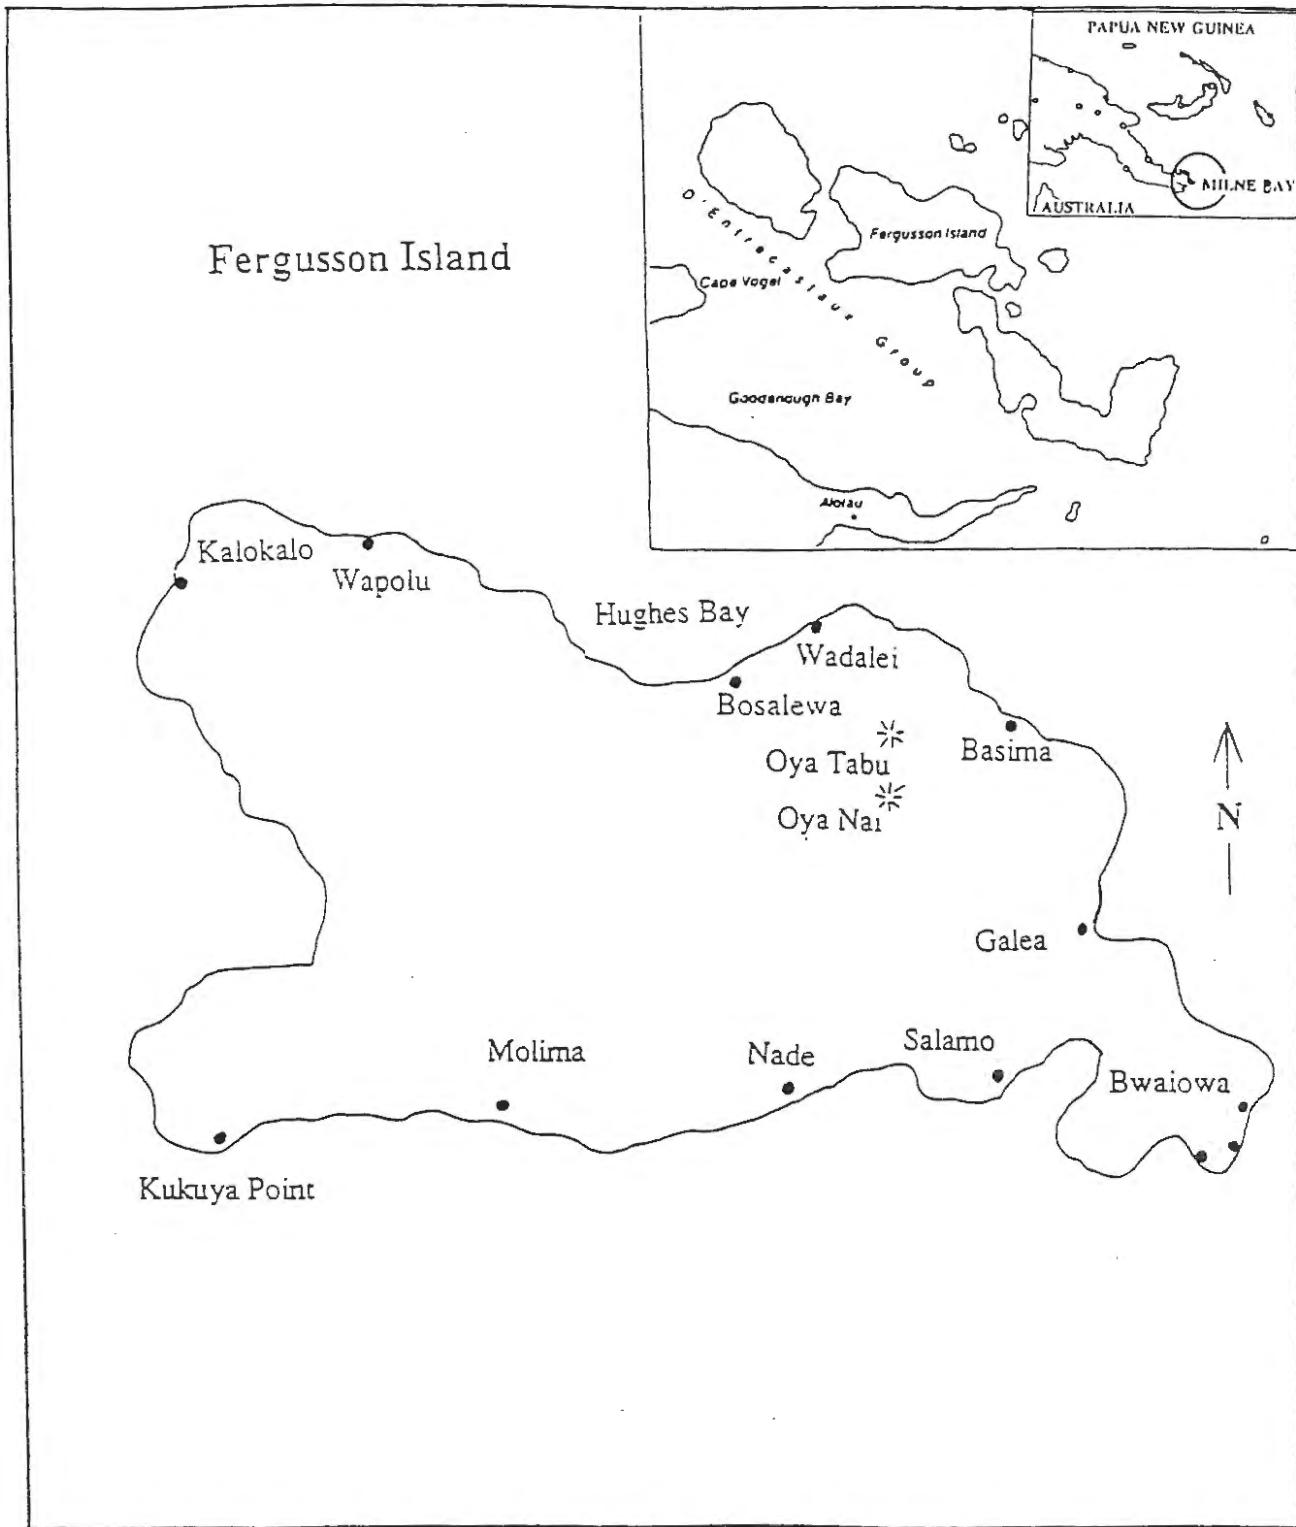 PAPUA NEW GUINEA
MILNE BAY
AUSTRALIA
Fergusson Island
D'Entrecasteaux Group
Cape Vogel
Goodenough Bay
Alotau
Fergusson Island
Kalokalo
Wapolu
Hughes Bay
Wadalei
Bosalewa
Oya Tabu
Basima
Oya Nai
N
Galea
Molima
Nade
Salamo
Bwaiowa
Kukuya Point